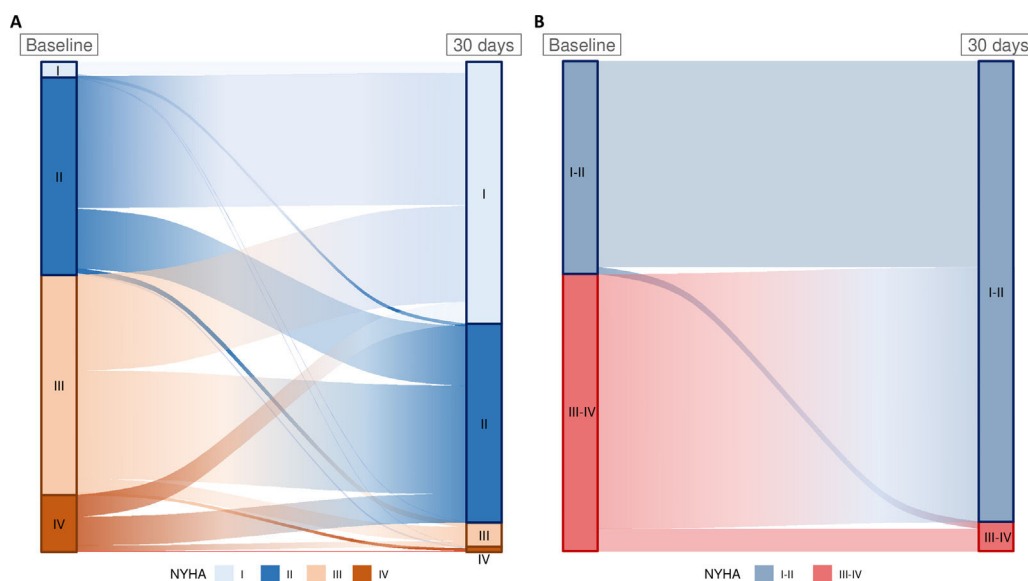 A
B
Baseline
30 days
Baseline
30 days
I
II
III
IV
I
II
III
IV
I-II
III-IV
I-II
III-IV
NYHA I II III IV
NYHA I-II III-IV